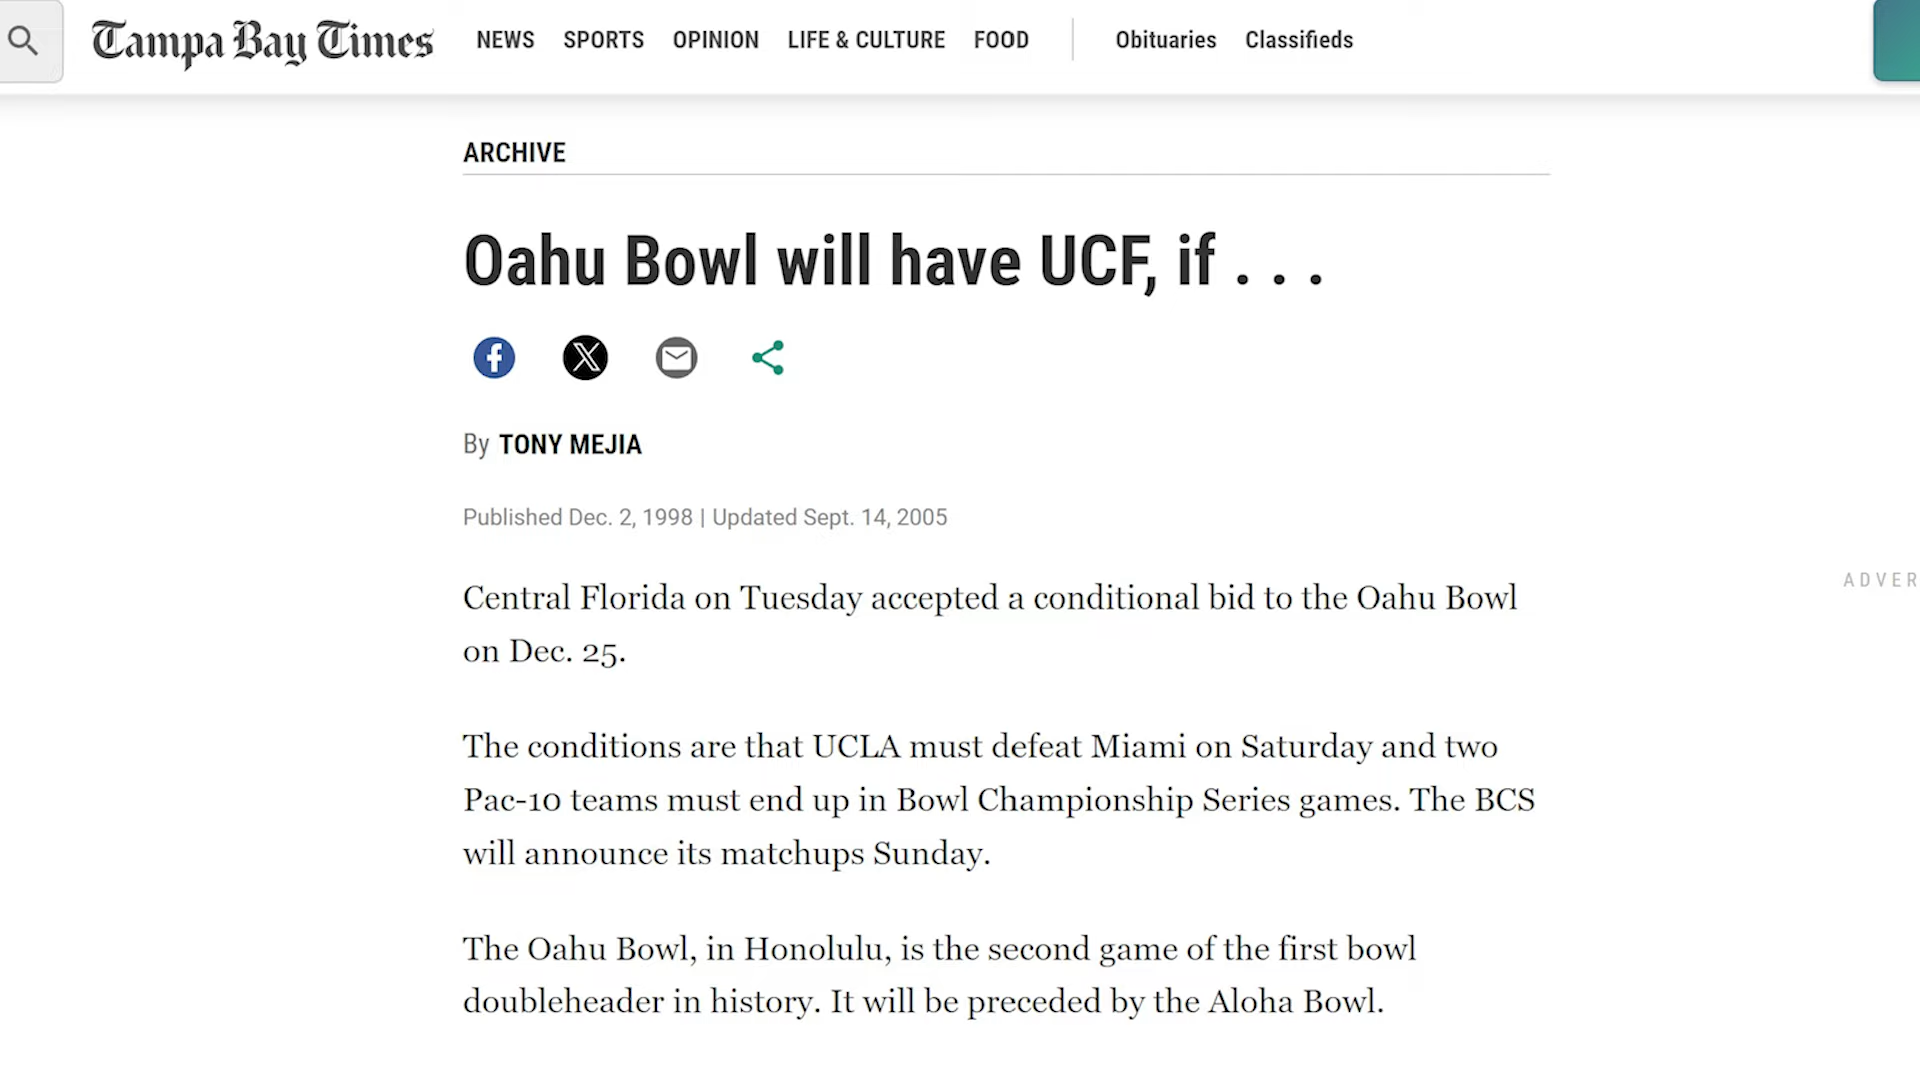 Tampa Bay Times NEWS SPORTS OPINION LIFE & CULTURE FOOD Obituaries Classifieds
ARCHIVE
Oahu Bowl will have UCF, if . . .
By TONY MEJIA
Published Dec. 2, 1998 | Updated Sept. 14, 2005
Central Florida on Tuesday accepted a conditional bid to the Oahu Bowl
ADVER
on Dec. 25.
The conditions are that UCLA must defeat Miami on Saturday and two
Pac-10 teams must end up in Bowl Championship Series games. The BCS
will announce its matchups Sunday.
The Oahu Bowl, in Honolulu, is the second game of the first bowl
doubleheader in history. It will be preceded by the Aloha Bowl.